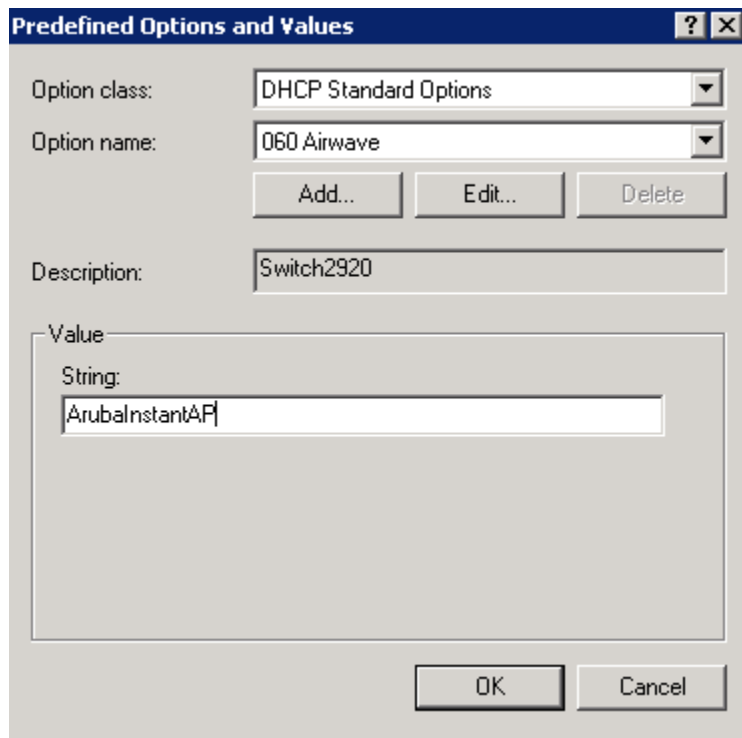 Predefined Options and Values
Option class: DHCP Standard Options
Option name: 060 Airwave
Add... Edit... Delete
Description: Switch2920
Value
String:
ArubaInstantAP
OK Cancel